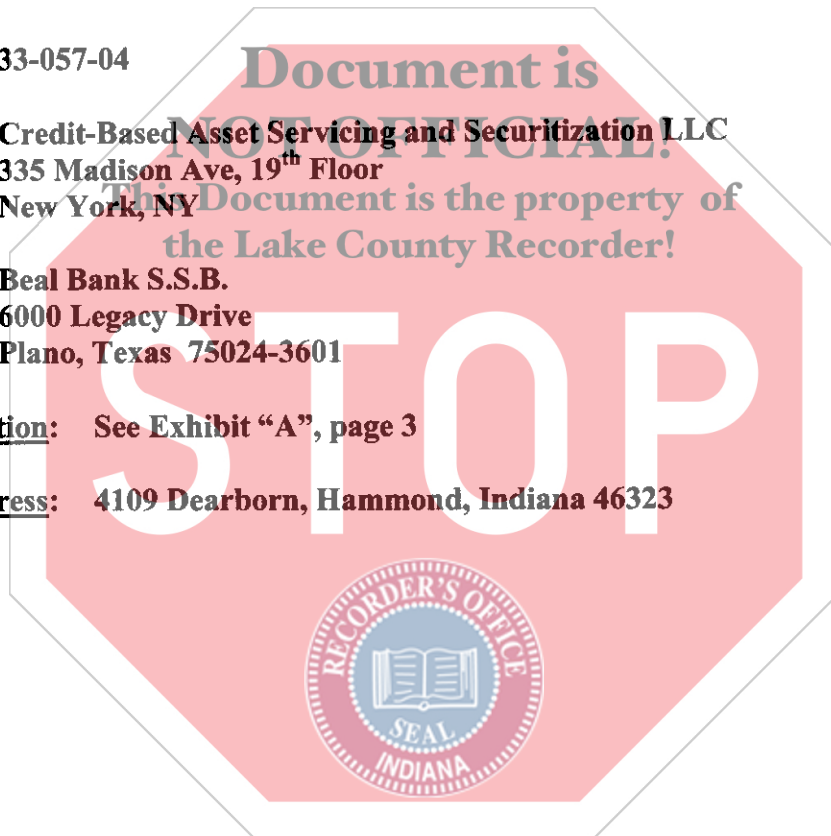 33-057-04
Document is
NOT OFFICIAL!
Credit-Based Asset Servicing and Securitization LLC
335 Madison Ave, 19th Floor
New York, NY
This Document is the property of
the Lake County Recorder!
Beal Bank S.S.B.
6000 Legacy Drive
Plano, Texas 75024-3601
STOP
tion: See Exhibit “A”, page 3
ress: 4109 Dearborn, Hammond, Indiana 46323
RECORDER'S OFFICE
SEAL
INDIANA